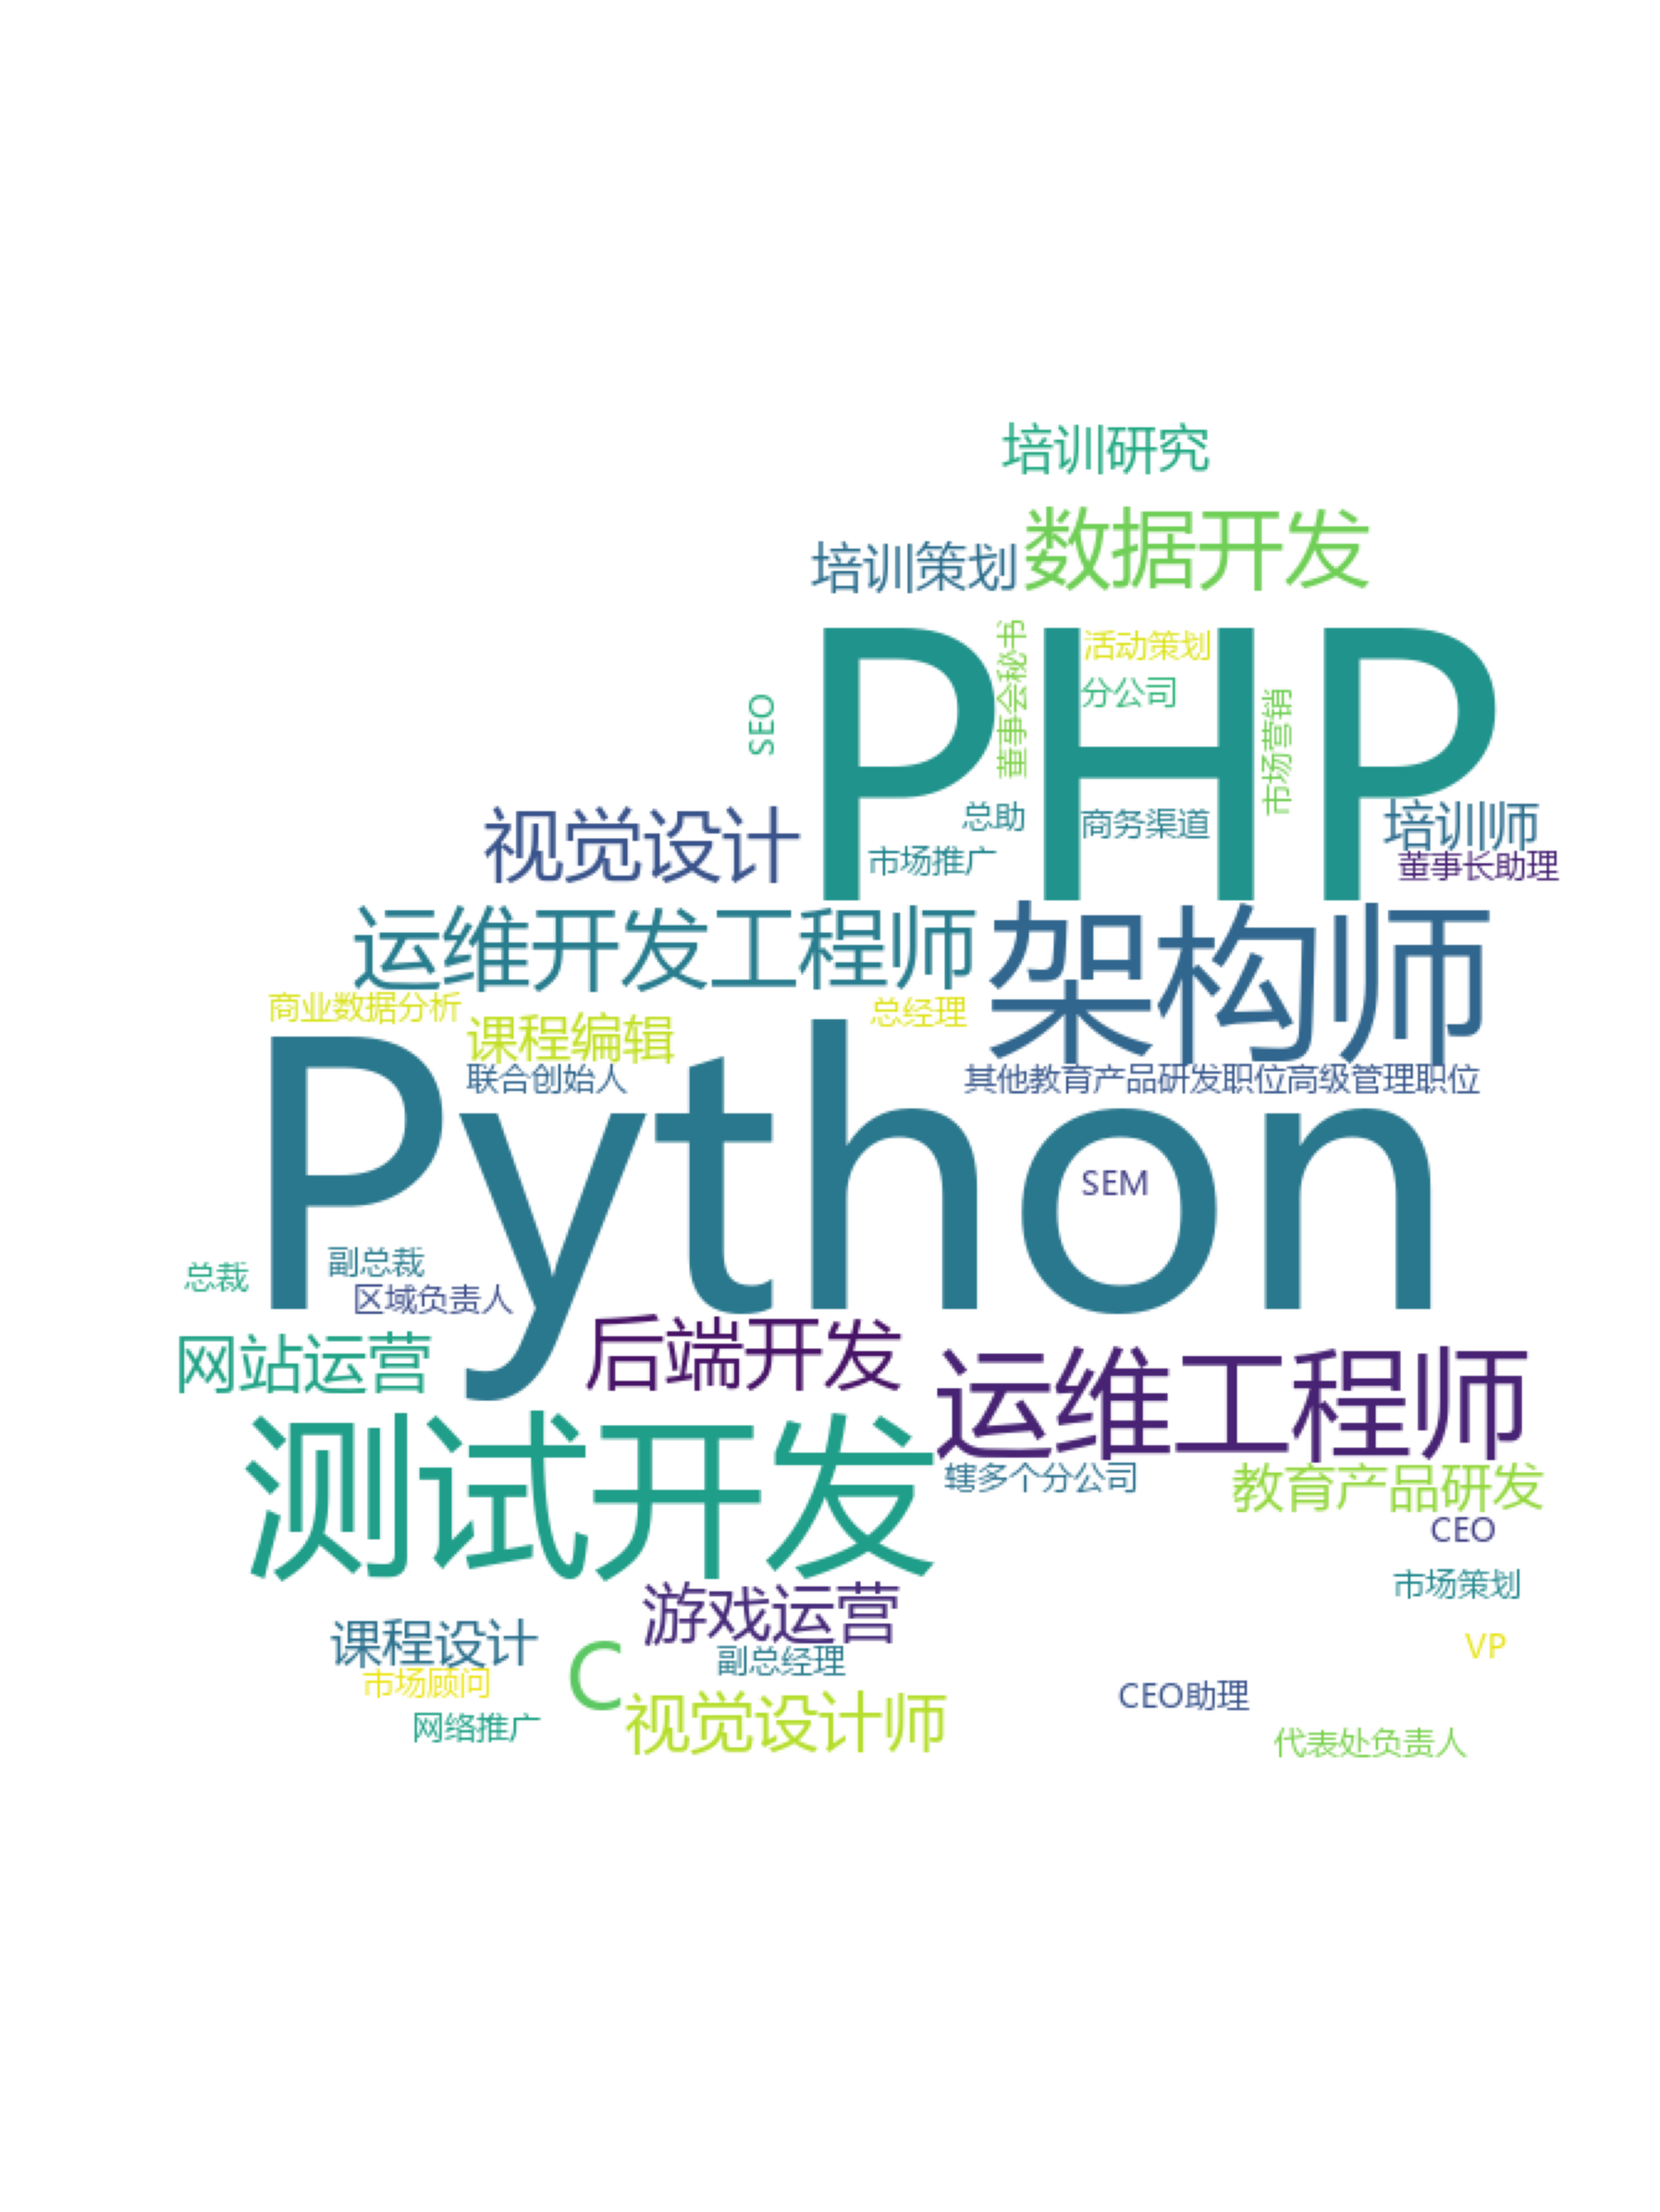 培训研究
数据开发
培训策划
PHP
董事会秘书
活动策划
分公司
市场营销
SEO
总助
商务渠道
培训师
市场推广
董事长助理
视觉设计
运维开发工程师
架构师
商业数据分析
课程编辑
总经理
联合创始人
其他教育产品研发职位高级管理职位
Python
SEM
总裁
副总裁
区域负责人
网站运营
后端开发
运维工程师
测试开发
辖多个分公司
教育产品研发
CEO
市场策划
游戏运营
课程设计
C
副总经理
VP
市场顾问
CEO助理
视觉设计师
网络推广
代表处负责人